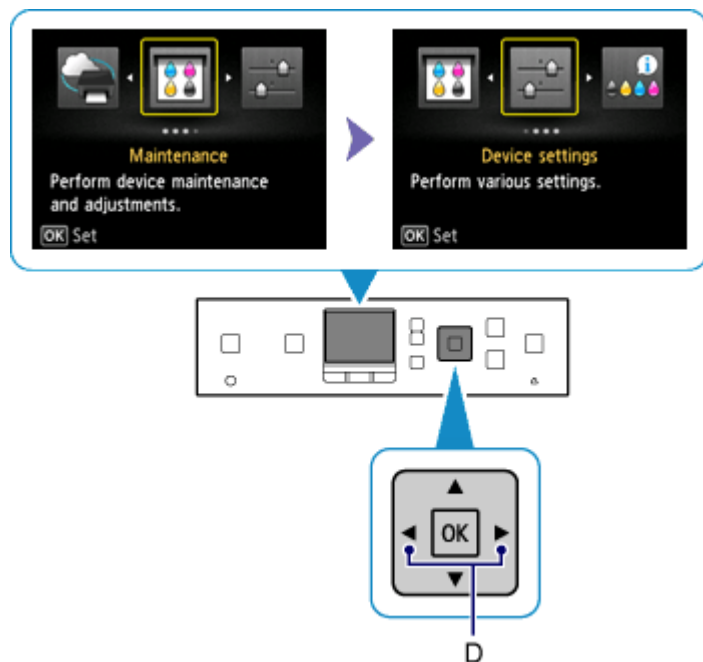 Maintenance
Perform device maintenance
and adjustments.
OK Set
Device settings
Perform various settings.
OK Set
OK
D